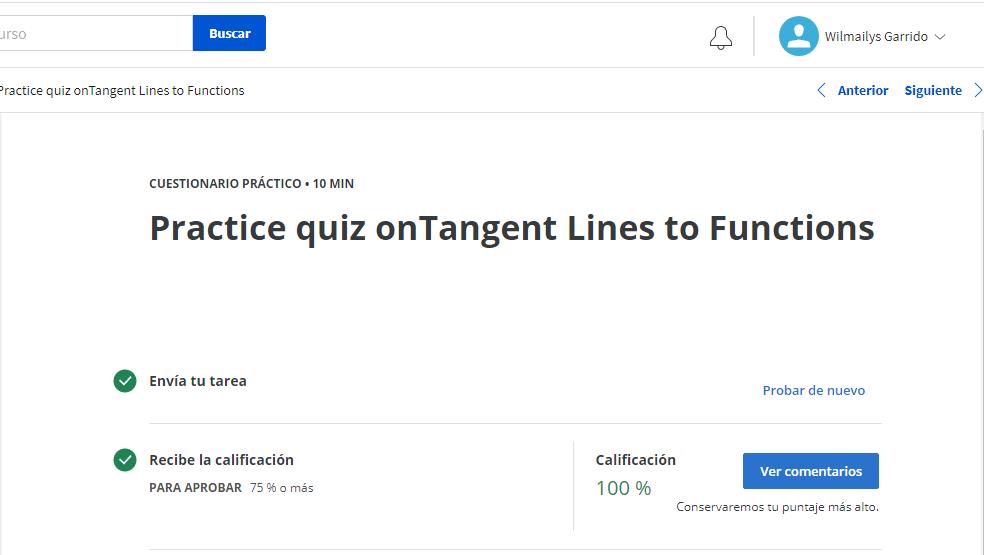 urso
Buscar
Wilmailys Garrido
Practice quiz onTangent Lines to Functions
Anterior
Siguiente
CUESTIONARIO PRÁCTICO • 10 MIN
Practice quiz onTangent Lines to Functions
Envía tu tarea
Probar de nuevo
Recibe la calificación
PARA APROBAR 75 % o más
Calificación
100 %
Ver comentarios
Conservaremos tu puntaje más alto.